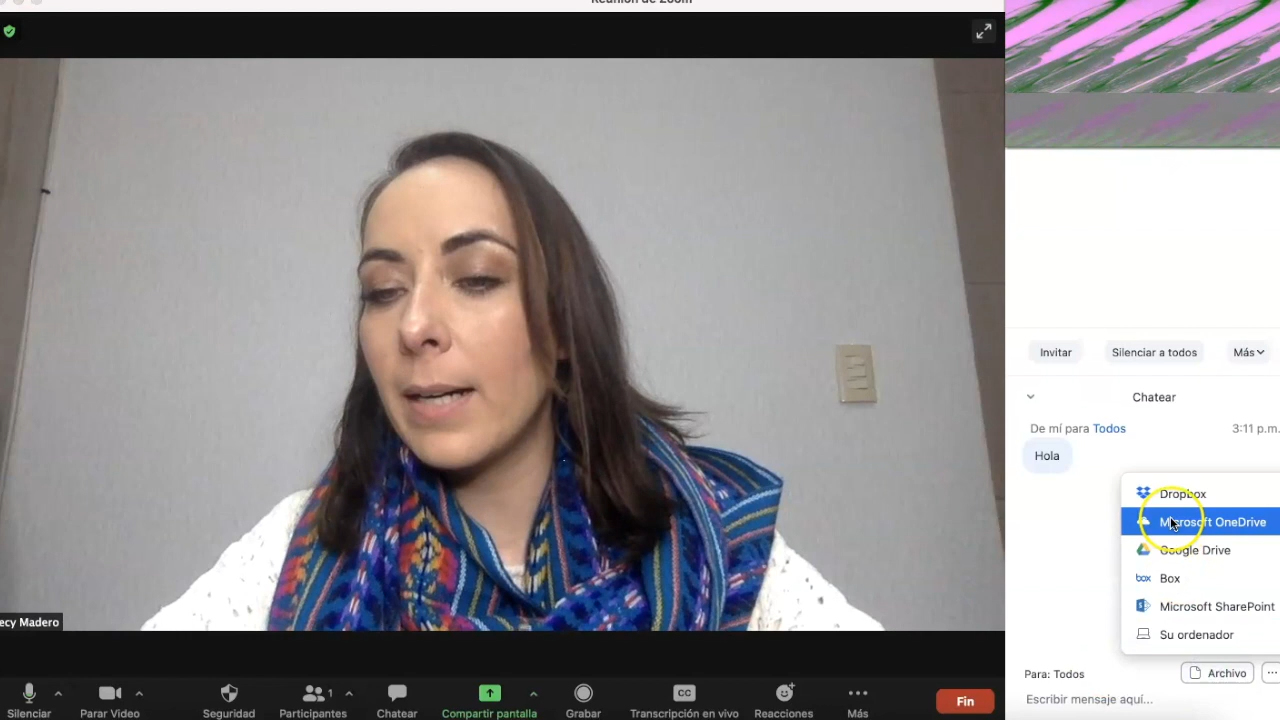 Reunión de Zoom
Invitar
Silenciar a todos
Más
Chatear
De mí para Todos
3:11 p.m.
Hola
Dropbox
Microsoft OneDrive
Google Drive
box
Box
Microsoft SharePoint
Su ordenador
ecy Madero
Para: Todos
Archivo
Escribir mensaje aquí...
Silenciar
Parar Video
Seguridad
1
Participantes
Chatear
Compartir pantalla
Grabar
CC
Transcripción en vivo
Reacciones
Más
Fin